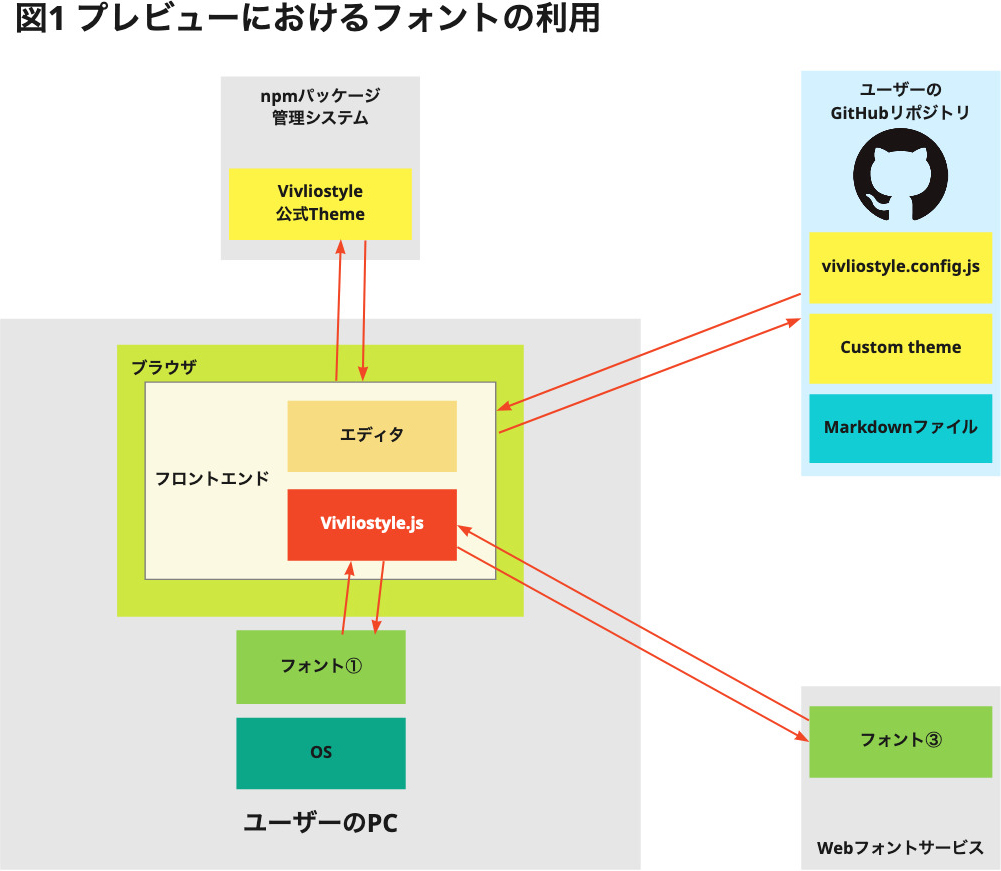 図1 プレビューにおけるフォントの利用
npmパッケージ
管理システム
Vivliostyle
公式Theme
ユーザーの
GitHubリポジトリ
vivliostyle.config.js
Custom theme
Markdownファイル
ブラウザ
フロントエンド
エディタ
Vivliostyle.js
フォント①
OS
ユーザーのPC
フォント③
Webフォントサービス